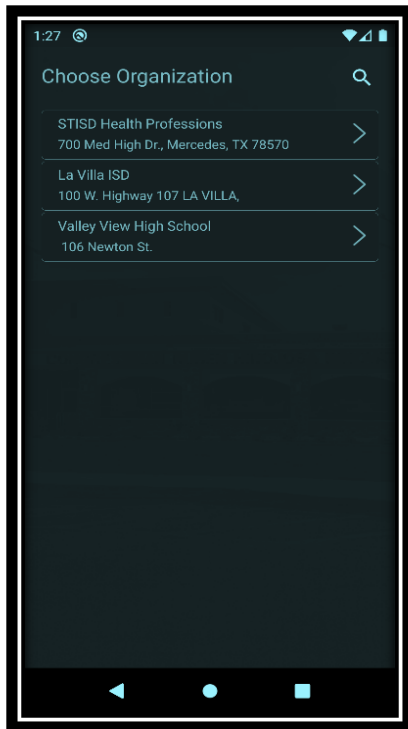 1:27
Choose Organization
STISD Health Professions
700 Med High Dr., Mercedes, TX 78570
La Villa ISD
100 W. Highway 107 LA VILLA,
Valley View High School
106 Newton St.